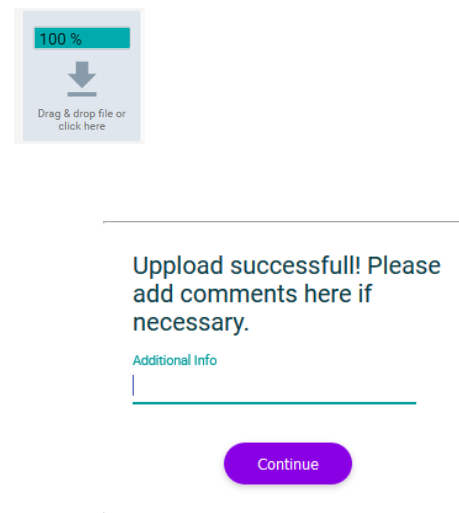 100 %
Drag & drop file or
click here
Uppload successfull! Please
add comments here if
necessary.
Additional Info
Continue